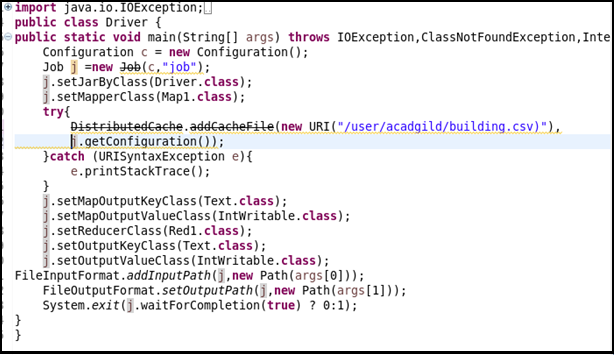 import java.io.IOException;
public class Driver {
public static void main(String[] args) throws IOException,ClassNotFoundException,Inte
Configuration c = new Configuration();
Job j =new Job(c,"job");
j.setJarByClass(Driver.class);
j.setMapperClass(Map1.class);
try{
DistributedCache.addCacheFile(new URI("/user/acadgild/building.csv)"),
j.getConfiguration());
}catch (URISyntaxException e){
e.printStackTrace();
}
j.setMapOutputKeyClass(Text.class);
j.setMapOutputValueClass(IntWritable.class);
j.setReducerClass(Red1.class);
j.setOutputKeyClass(Text.class);
j.setOutputValueClass(IntWritable.class);
FileInputFormat.addInputPath(j,new Path(args[0]));
FileOutputFormat.setOutputPath(j,new Path(args[1]));
System.exit(j.waitForCompletion(true) ? 0:1);
}
}